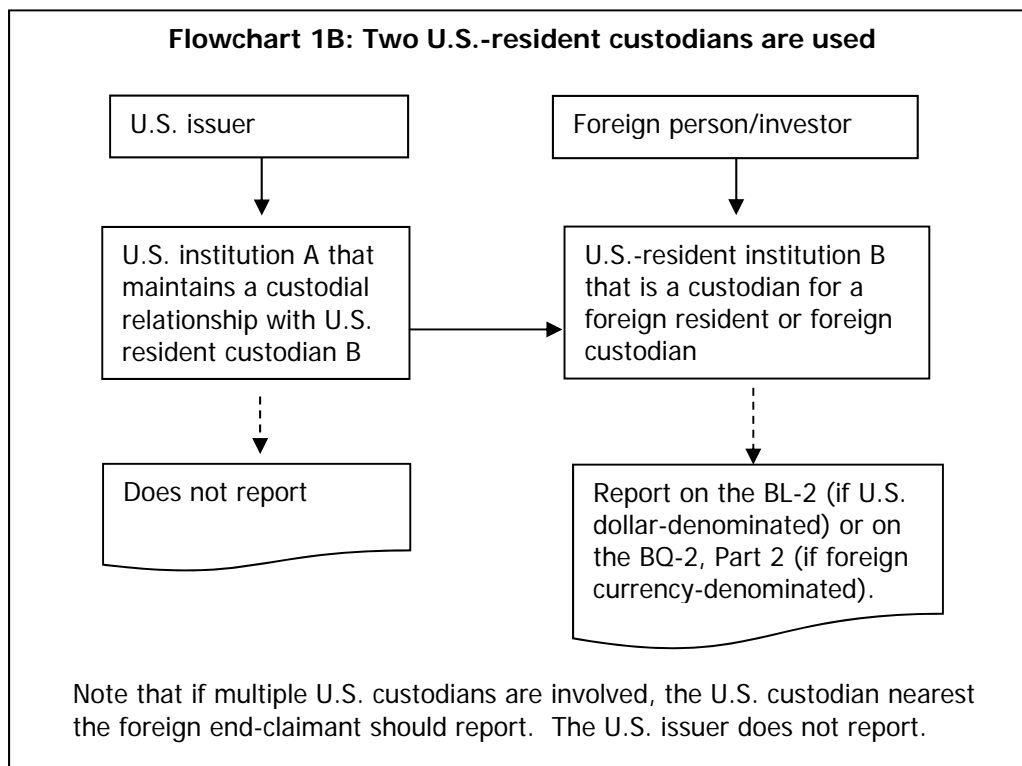 Flowchart 1B: Two U.S.-resident custodians are used
U.S. issuer
Foreign person/investor
U.S. institution A that
maintains a custodial
relationship with U.S.
resident custodian B
U.S.-resident institution B
that is a custodian for a
foreign resident or foreign
custodian
Does not report
Report on the BL-2 (if U.S.
dollar-denominated) or on
the BQ-2, Part 2 (if foreign
currency-denominated).
Note that if multiple U.S. custodians are involved, the U.S. custodian nearest
the foreign end-claimant should report. The U.S. issuer does not report.